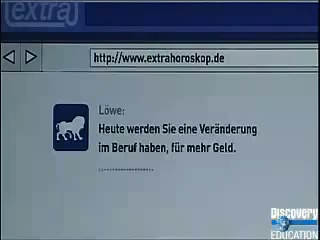 extra
http://www.extrahoroskop.de
Löwe:
Heute werden Sie eine Veränderung
im Beruf haben, für mehr Geld.
Discovery
EDUCATION